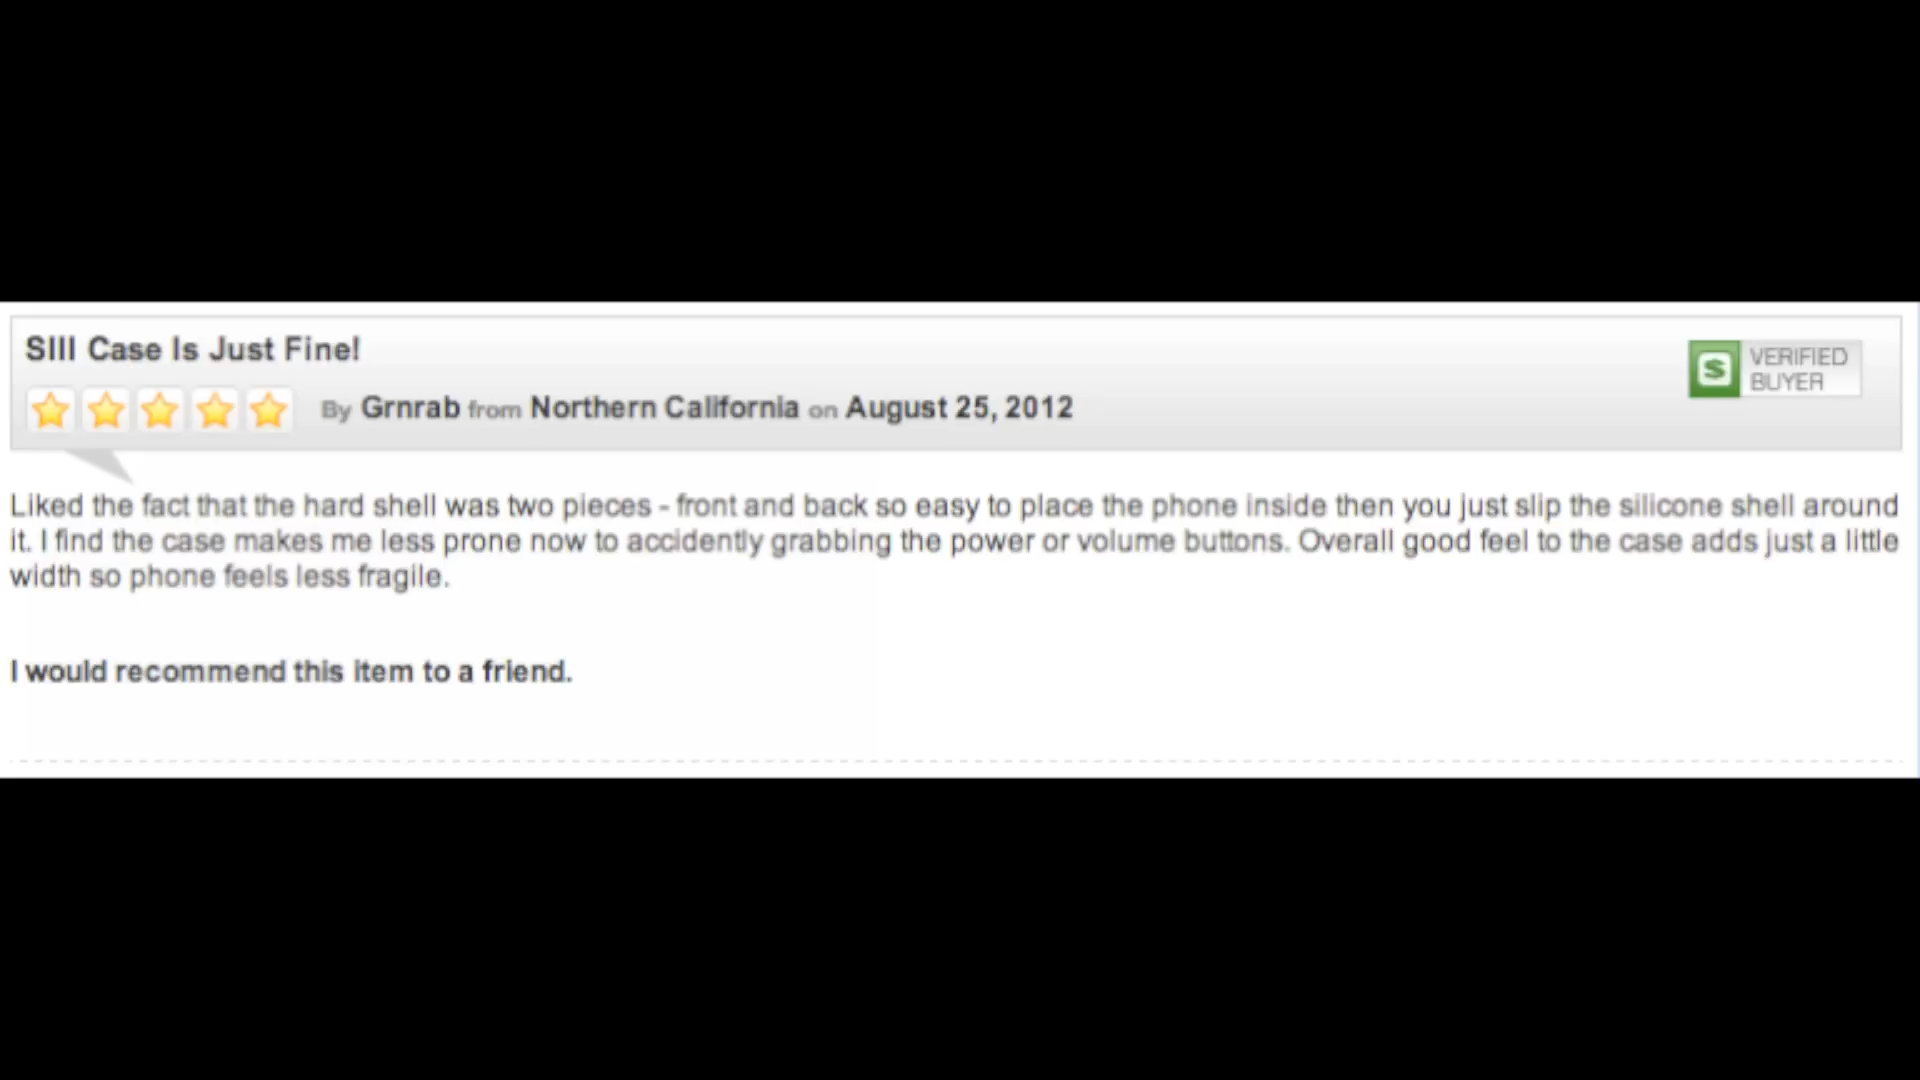 SIII Case Is Just Fine!
VERIFIED
BUYER
By Grnrab from Northern California on August 25, 2012
Liked the fact that the hard shell was two pieces - front and back so easy to place the phone inside then you just slip the silicone shell around
it. I find the case makes me less prone now to accidently grabbing the power or volume buttons. Overall good feel to the case adds just a little
width so phone feels less fragile.
I would recommend this item to a friend.